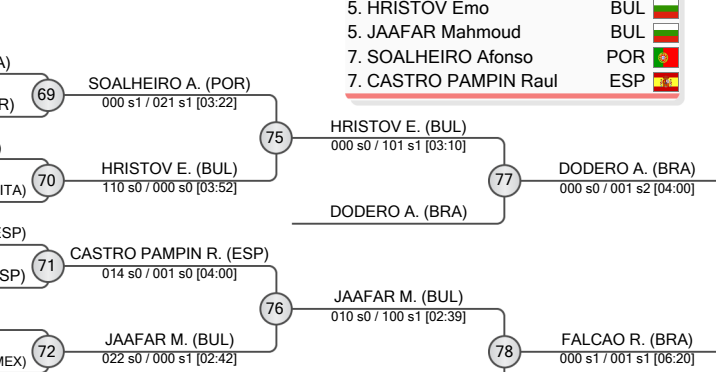 5. HRISTOV Emo BUL
5. JAAFAR Mahmoud BUL
7. SOALHEIRO Afonso POR
7. CASTRO PAMPIN Raul ESP
A)
R)
69
SOALHEIRO A. (POR)
000 s1 / 021 s1 [03:22]
75
HRISTOV E. (BUL)
000 s0 / 101 s1 [03:10]
)
ITA)
70
HRISTOV E. (BUL)
110 s0 / 000 s0 [03:52]
77
DODERO A. (BRA)
000 s0 / 001 s2 [04:00]
DODERO A. (BRA)
ESP)
SP)
71
CASTRO PAMPIN R. (ESP)
014 s0 / 001 s0 [04:00]
76
JAAFAR M. (BUL)
010 s0 / 100 s1 [02:39]
MEX)
72
JAAFAR M. (BUL)
022 s0 / 000 s1 [02:42]
78
FALCAO R. (BRA)
000 s1 / 001 s1 [06:20]